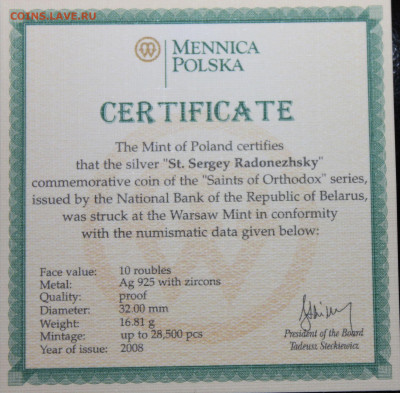 COINS.LAVE.RU
MENNICA
POLSKA
CERTIFICATE
The Mint of Poland certifies
that the silver "St. Sergey Radonezhsky"
commemorative coin of the "Saints of Orthodox" series,
issued by the National Bank of the Republic of Belarus,
was struck at the Warsaw Mint in conformity
with the numismatic data given below:
Face value: 10 roubles
Metal: Ag 925 with zircons
Quality: proof
Diameter: 32.00 mm
Weight: 16.81 g
Mintage: up to 28,500 pcs
Year of issue: 2008
President of the Board
Tadeusz Steckiewicz